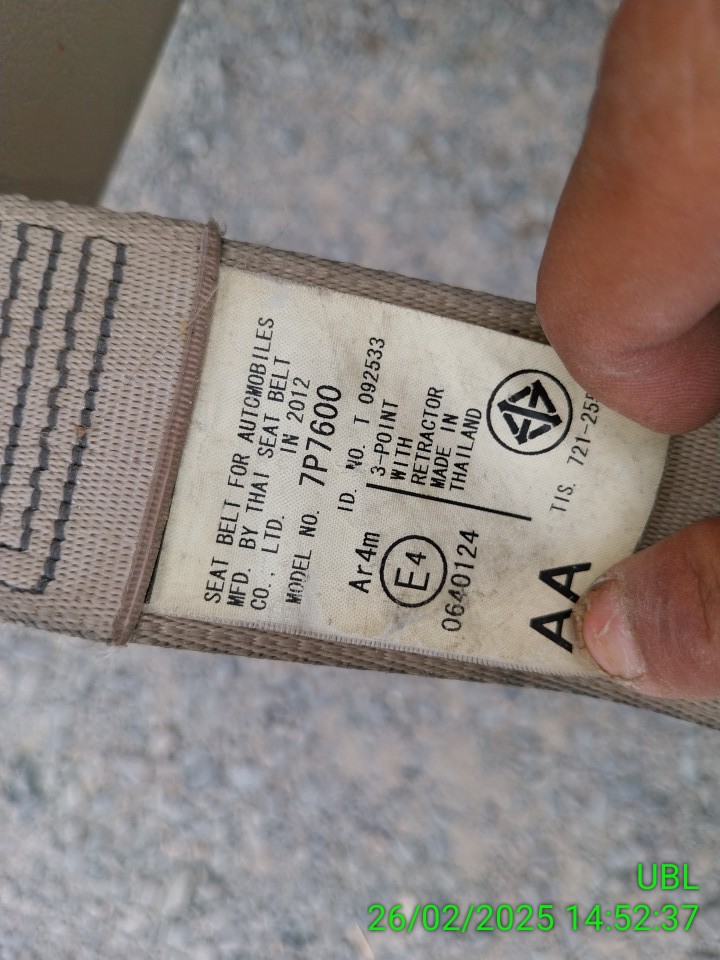 SEAT BELT FOR AUTOMOBILES
MFD. BY THAI SEAT BELT
CO., LTD. IN 2012
MODEL NO. 7P7600
ID. NO. T 092533
Ar4m
E4
0640124
3-POINT
WITH
RETRACTOR
MADE IN
THAILAND
TIS.
AA
UBL
26/02/2025 14:52:37